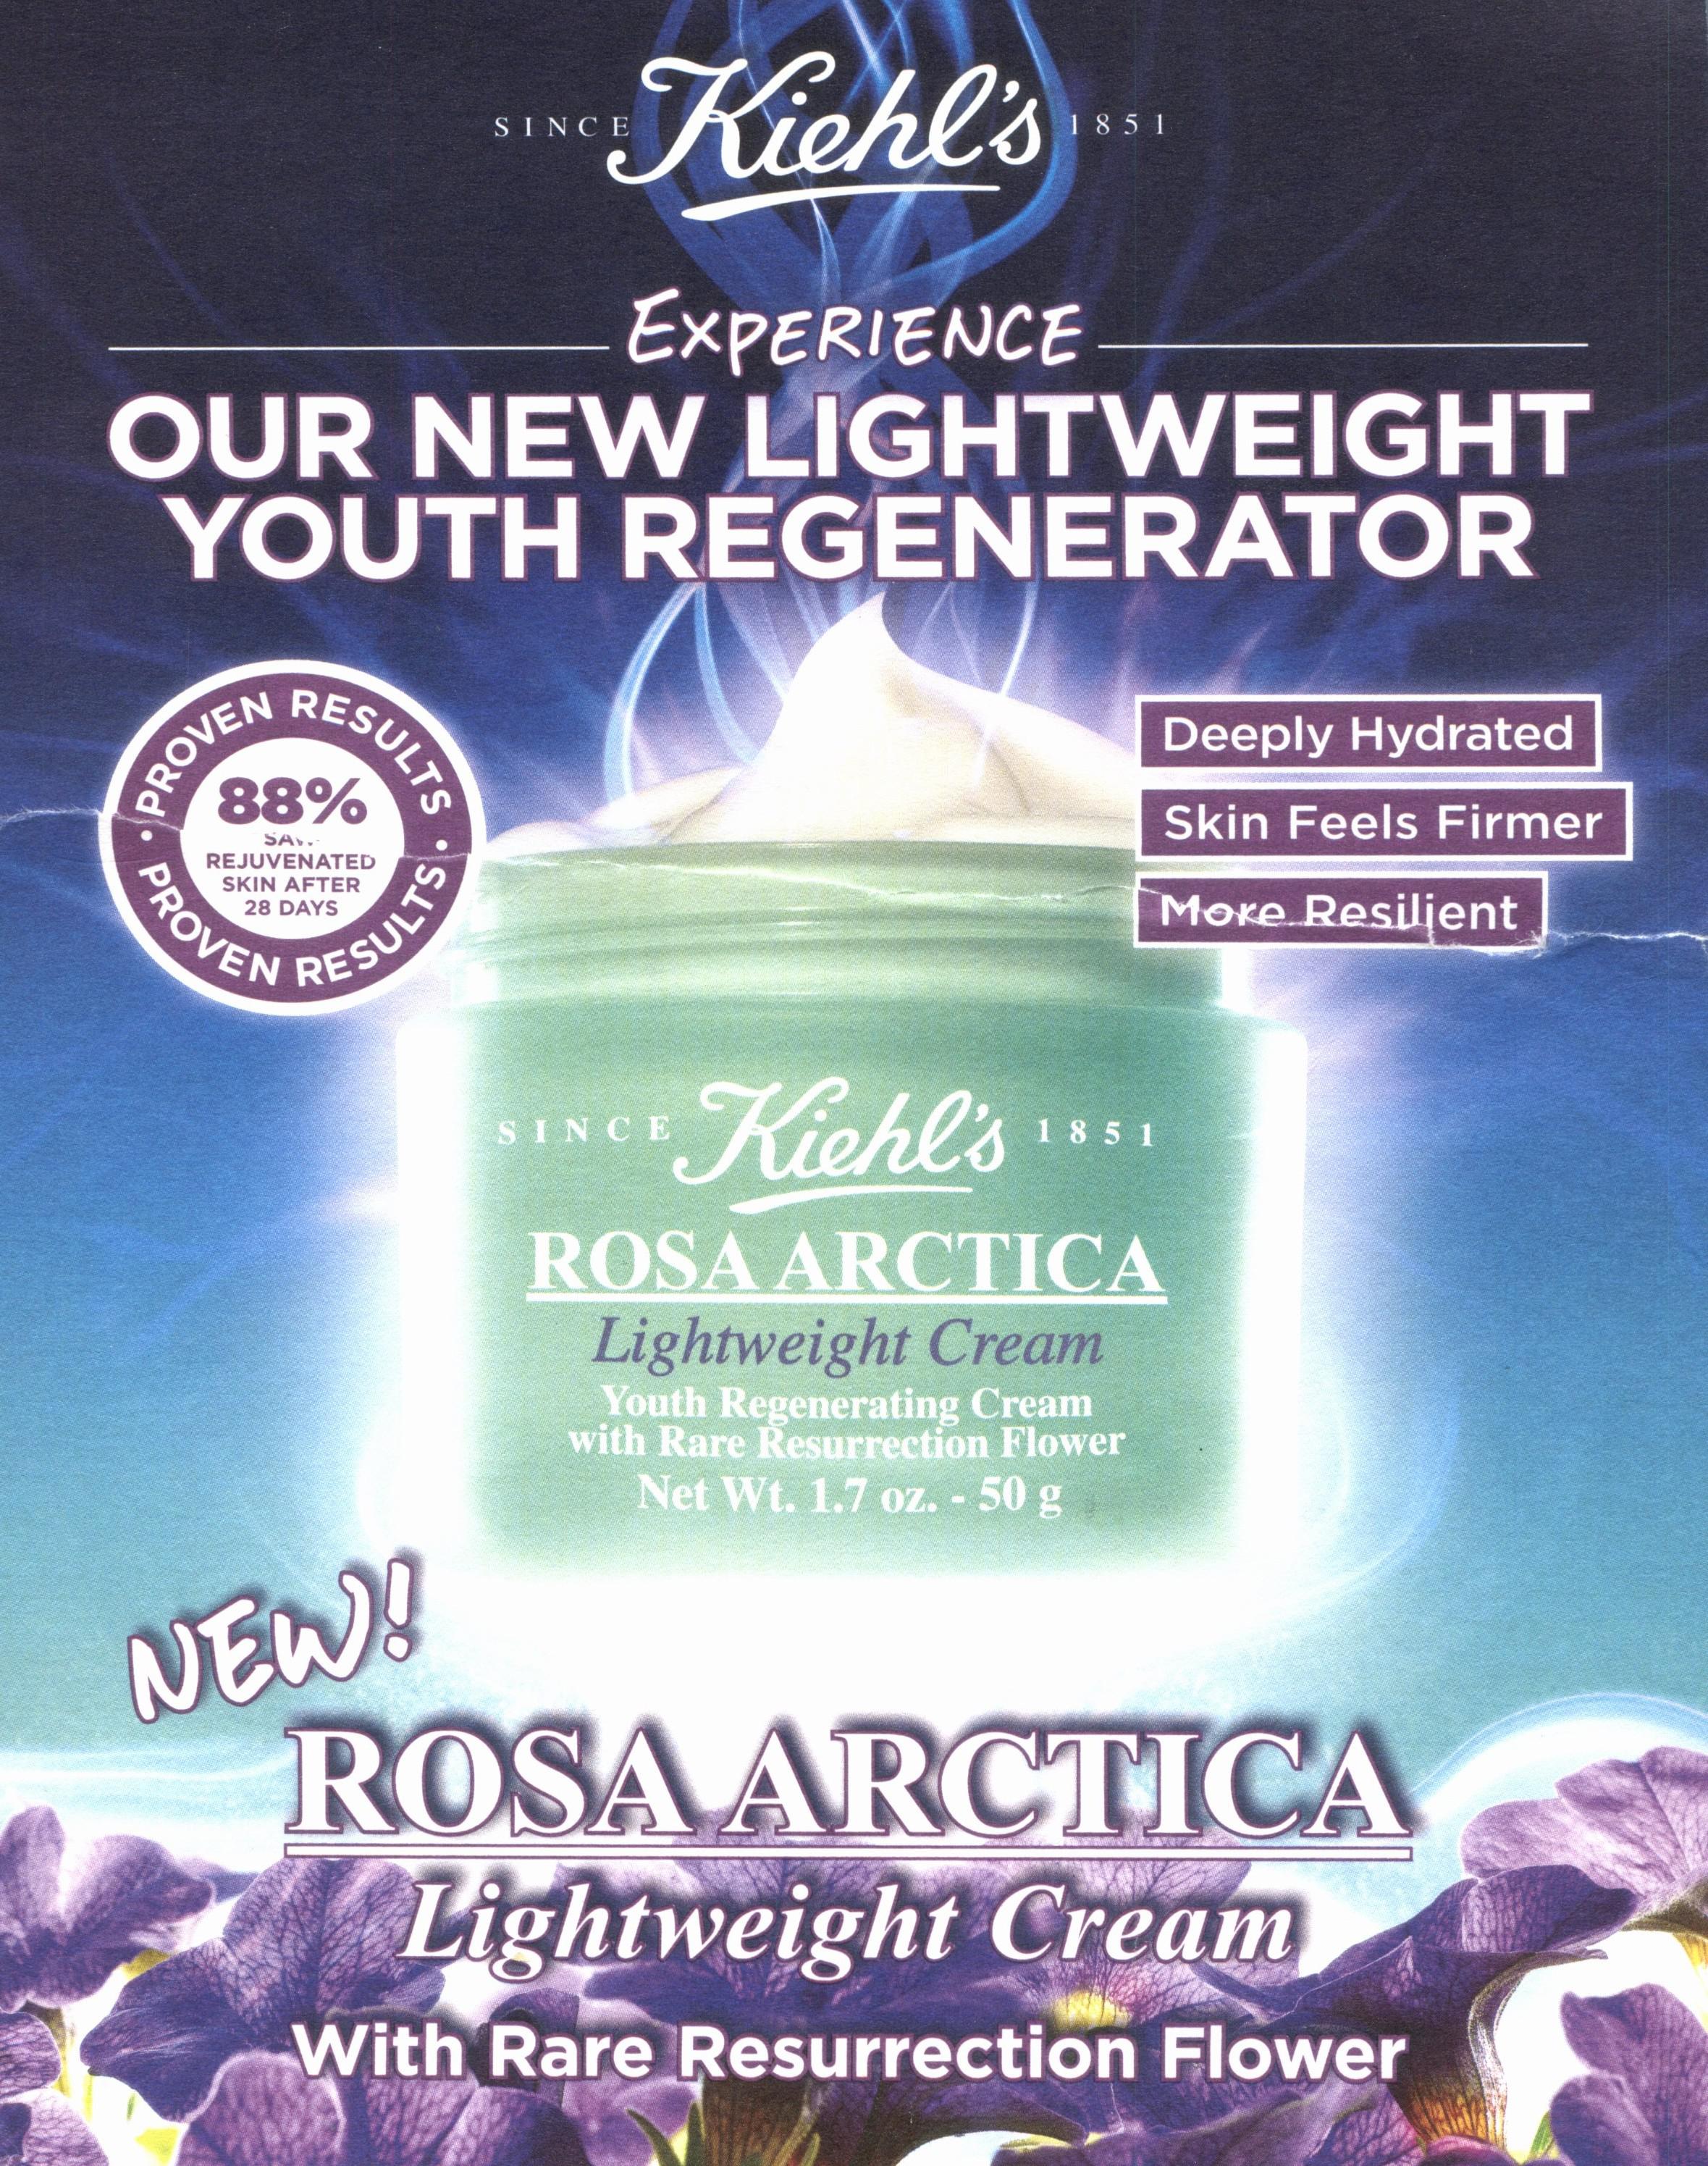 SINCE Kiehl's 1851
EXPERIENCE
OUR NEW LIGHTWEIGHT
YOUTH REGENERATOR
PROVEN RESULTS
88%
REJUVENATED
SKIN AFTER
28 DAYS
PROVEN RESULTS
Deeply Hydrated
Skin Feels Firmer
More Resilient
SINCE Kiehl's 1851
ROSA ARCTICA
Lightweight Cream
Youth Regenerating Cream
with Rare Resurrection Flower
Net Wt. 1.7 oz. - 50 g
NEW!
ROSA ARCTICA
Lightweight Cream
With Rare Resurrection Flower